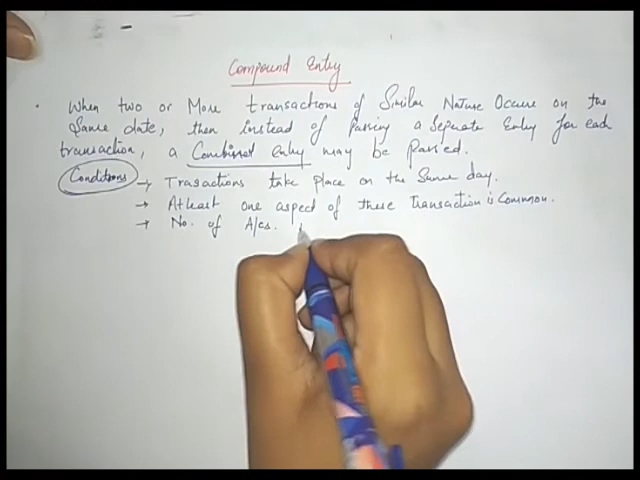 Compound Entry
. When two or More transactions of Similar Nature Occure on the
Same date, then instead of Passing a Separate Entry for each
transaction, a Combined entry may be Passed.
Conditions → Trasactions take place on the Same day.
→ Atleast one aspect of these transaction is Common.
→ No. of A/cs.